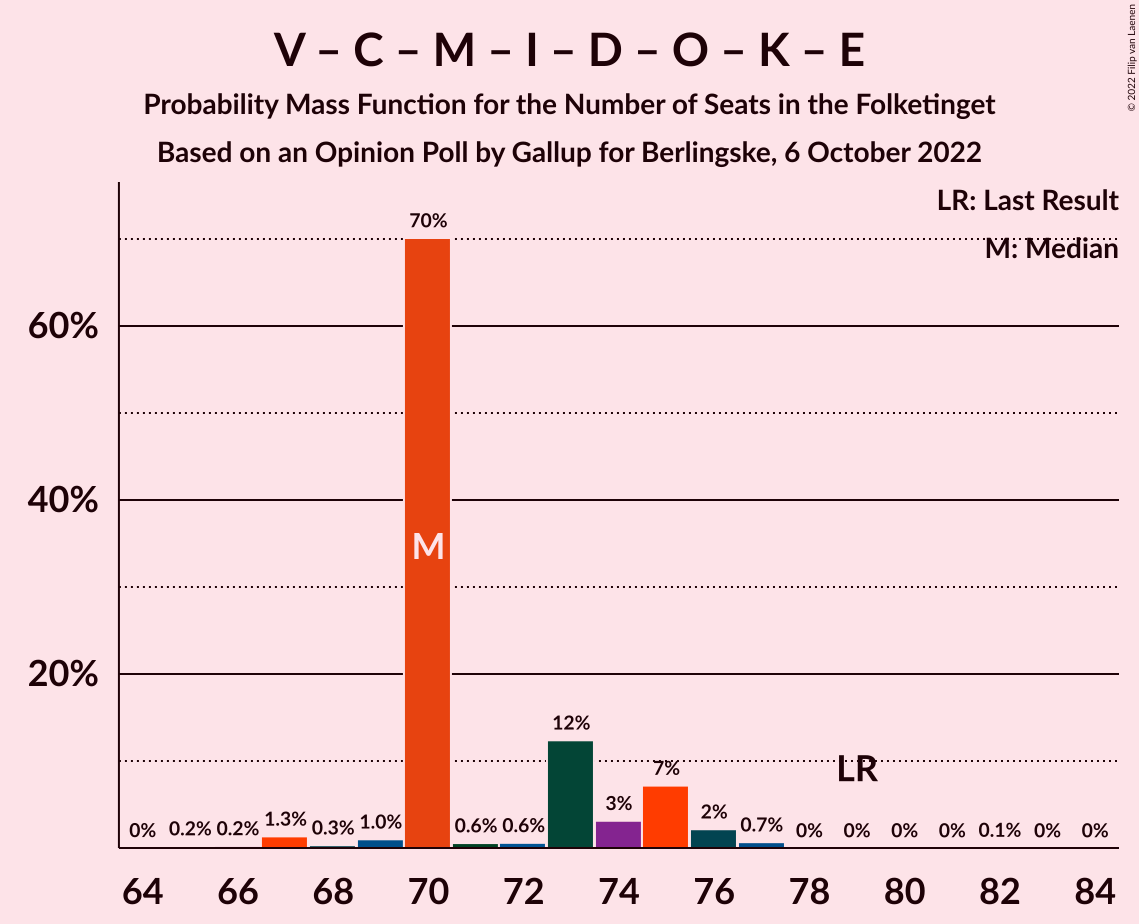 V – C – M – I – D – O – K – E
Probability Mass Function for the Number of Seats in the Folketinget
Based on an Opinion Poll by Gallup for Berlingske, 6 October 2022
© 2022 Filip van Laenen
LR: Last Result
M: Median
60%
40%
20%
70%
M
12%
7%
LR
3%
2%
0% 0.2% 0.2% 1.3% 0.3% 1.0% 0.6% 0.6% 0.7% 0% 0% 0% 0% 0.1% 0% 0%
64 66 68 70 72 74 76 78 80 82 84